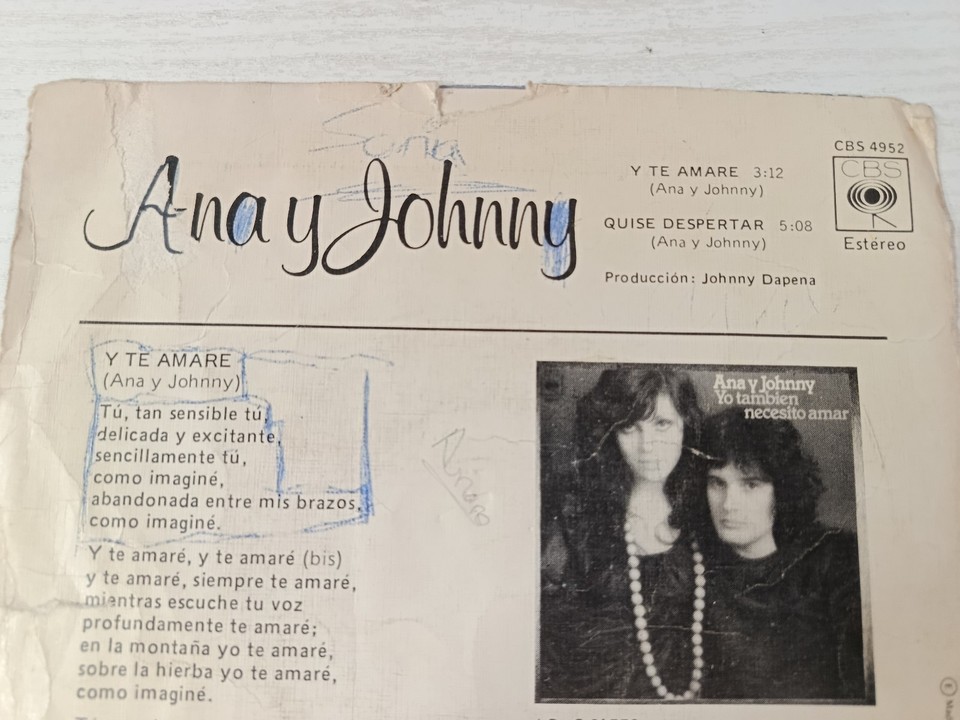 Sonia
Ana y Johnny
Y TE AMARE 3:12
(Ana y Johnny)
QUISE DESPERTAR 5:08
(Ana y Johnny)
Producción: Johnny Dapena
CBS 4952
CBS
Estéreo
Y TE AMARE
(Ana y Johnny)
Tú, tan sensible tú,
delicada y excitante,
sencillamente tú,
como imaginé,
abandonada entre mis brazos,
como imaginé.
Y te amaré, y te amaré (bis)
y te amaré, siempre te amaré,
mientras escuche tu voz
profundamente te amaré;
en la montaña yo te amaré,
sobre la hierba yo te amaré,
como imaginé.
Ana y Johnny
Yo tambien
necesito amar